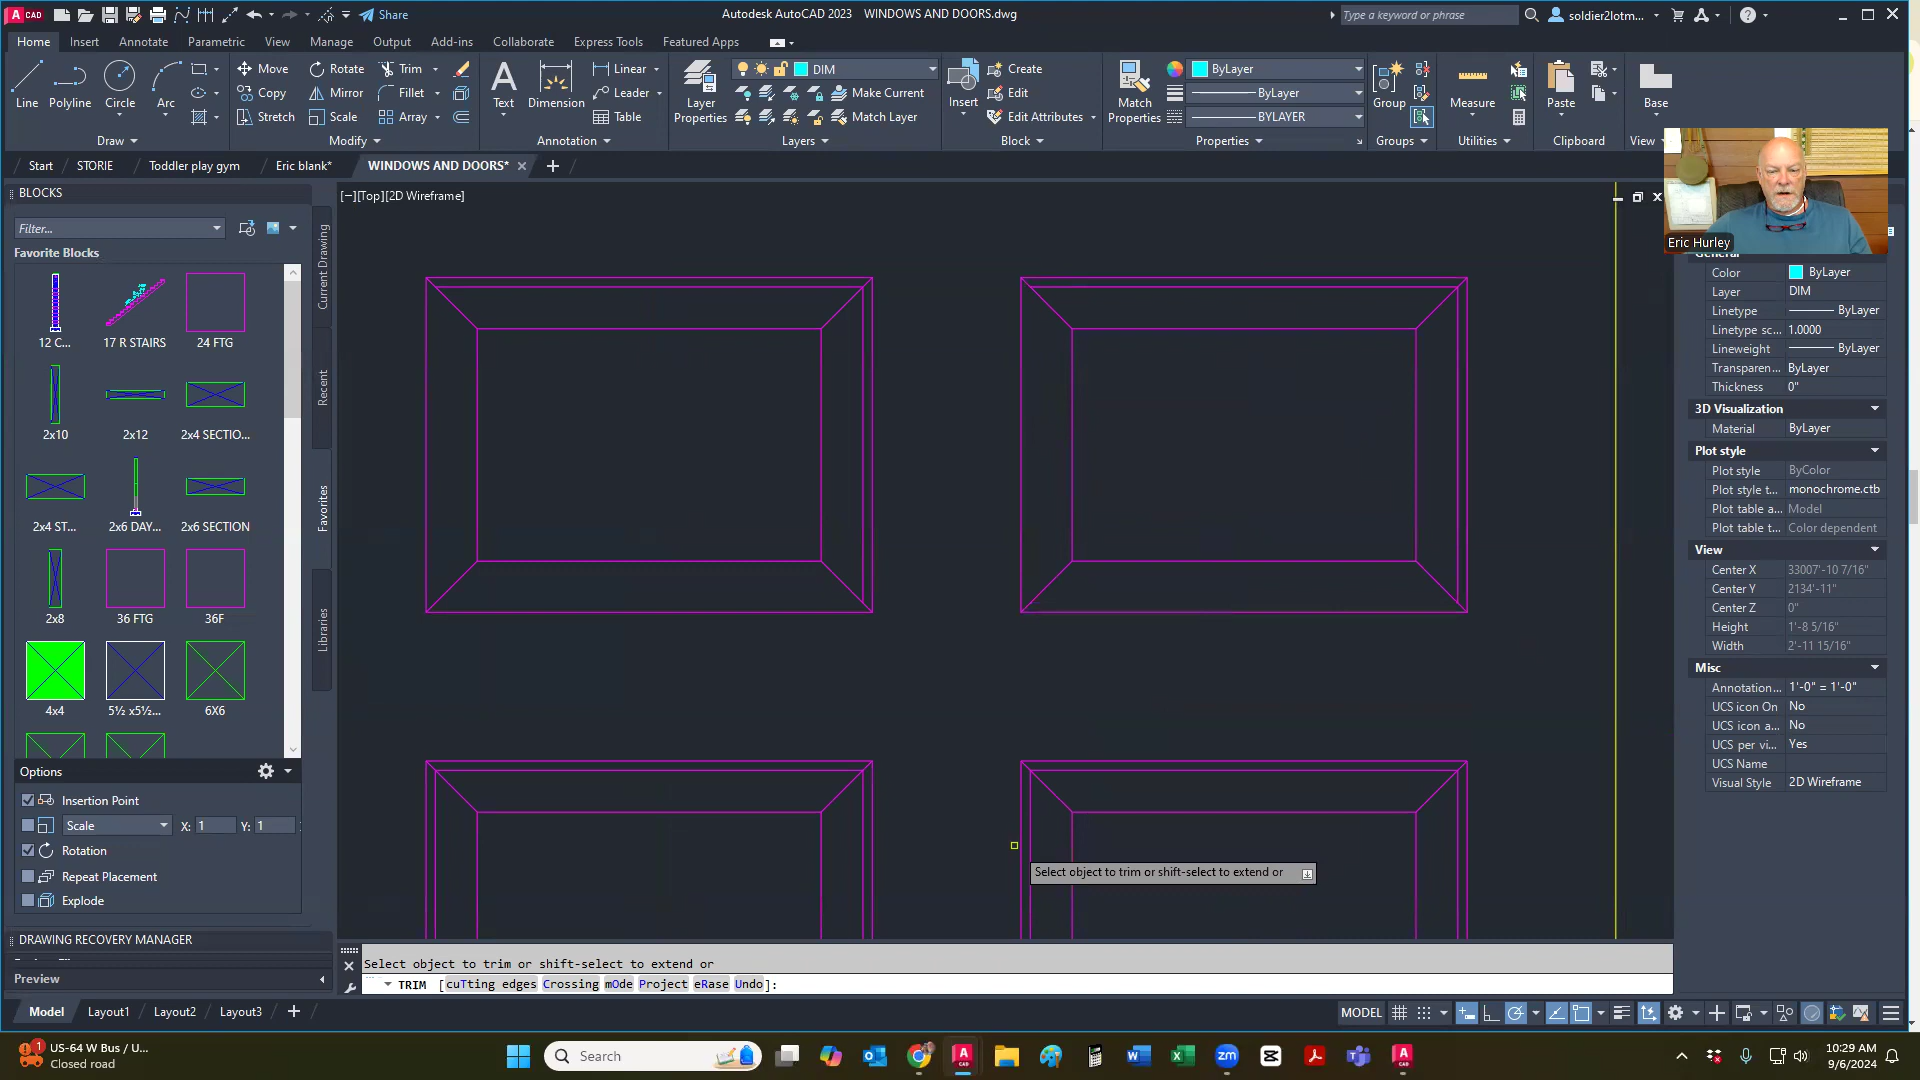 CAD
Share
Autodesk AutoCAD 2023 WINDOWS AND DOORS.dwg
Type a keyword or phrase
soldier2lotm...
Home Insert Annotate Parametric View Manage Output Add-ins Collaborate Express Tools Featured Apps
Line Polyline Circle Arc
Move Rotate Trim
Copy Mirror Fillet
Stretch Scale Array
Text Dimension
Linear
Leader
Table
Layer Properties
DIM
Make Current
Match Layer
Insert
Create
Edit
Edit Attributes
Match Properties
ByLayer
ByLayer
BYLAYER
Group
Measure
Paste
Base
Draw Modify Annotation Layers Block Properties Groups Utilities Clipboard View
Start STORIE Toddler play gym Eric blank* WINDOWS AND DOORS*
BLOCKS
Filter...
Favorite Blocks
12 C... 17 R STAIRS 24 FTG
2x10 2x12 2x4 SECTIO...
2x4 ST... 2x6 DAY... 2x6 SECTION
2x8 36 FTG 36F
4x4 5½ x5½... 6X6
Current Drawing
Recent
Favorites
Libraries
Options
Insertion Point
Scale X: 1 Y: 1
Rotation
Repeat Placement
Explode
DRAWING RECOVERY MANAGER
Preview
[−][Top][2D Wireframe]
Select object to trim or shift-select to extend or
Select object to trim or shift-select to extend or
TRIM [cuTting edges Crossing mOde Project eRase Undo]:
Eric Hurley
General
Color ByLayer
Layer DIM
Linetype ByLayer
Linetype sc... 1.0000
Lineweight ByLayer
Transparen... ByLayer
Thickness 0"
3D Visualization
Material ByLayer
Plot style
Plot style ByColor
Plot style t... monochrome.ctb
Plot table a... Model
Plot table t... Color dependent
View
Center X 33007'-10 7/16"
Center Y 2134'-11"
Center Z 0"
Height 1'-8 5/16"
Width 2'-11 15/16"
Misc
Annotation... 1'-0" = 1'-0"
UCS icon On No
UCS icon a... No
UCS per vi... Yes
UCS Name
Visual Style 2D Wireframe
Model Layout1 Layout2 Layout3
MODEL
US-64 W Bus / U...
Closed road
Search
10:29 AM
9/6/2024